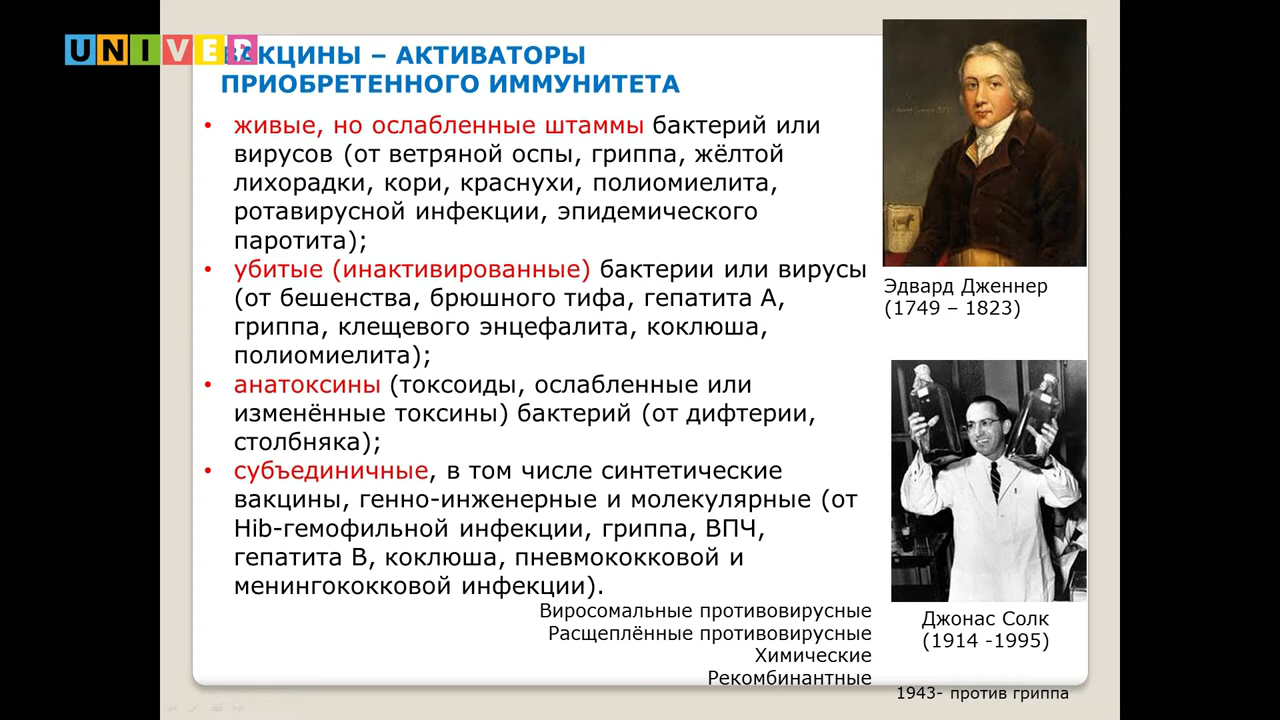 UNIVER
ВАКЦИНЫ – АКТИВАТОРЫ
ПРИОБРЕТЕННОГО ИММУНИТЕТА
• живые, но ослабленные штаммы бактерий или
вирусов (от ветряной оспы, гриппа, жёлтой
лихорадки, кори, краснухи, полиомиелита,
ротавирусной инфекции, эпидемического
паротита);
• убитые (инактивированные) бактерии или вирусы
(от бешенства, брюшного тифа, гепатита А,
гриппа, клещевого энцефалита, коклюша,
полиомиелита);
• анатоксины (токсоиды, ослабленные или
изменённые токсины) бактерий (от дифтерии,
столбняка);
• субъединичные, в том числе синтетические
вакцины, генно-инженерные и молекулярные (от
Hib-гемофильной инфекции, гриппа, ВПЧ,
гепатита В, коклюша, пневмококковой и
менингококковой инфекции).
Виросомальные противовирусные
Расщеплённые противовирусные
Химические
Рекомбинантные
Эдвард Дженнер
(1749 – 1823)
Джонас Солк
(1914 -1995)
1943- против гриппа